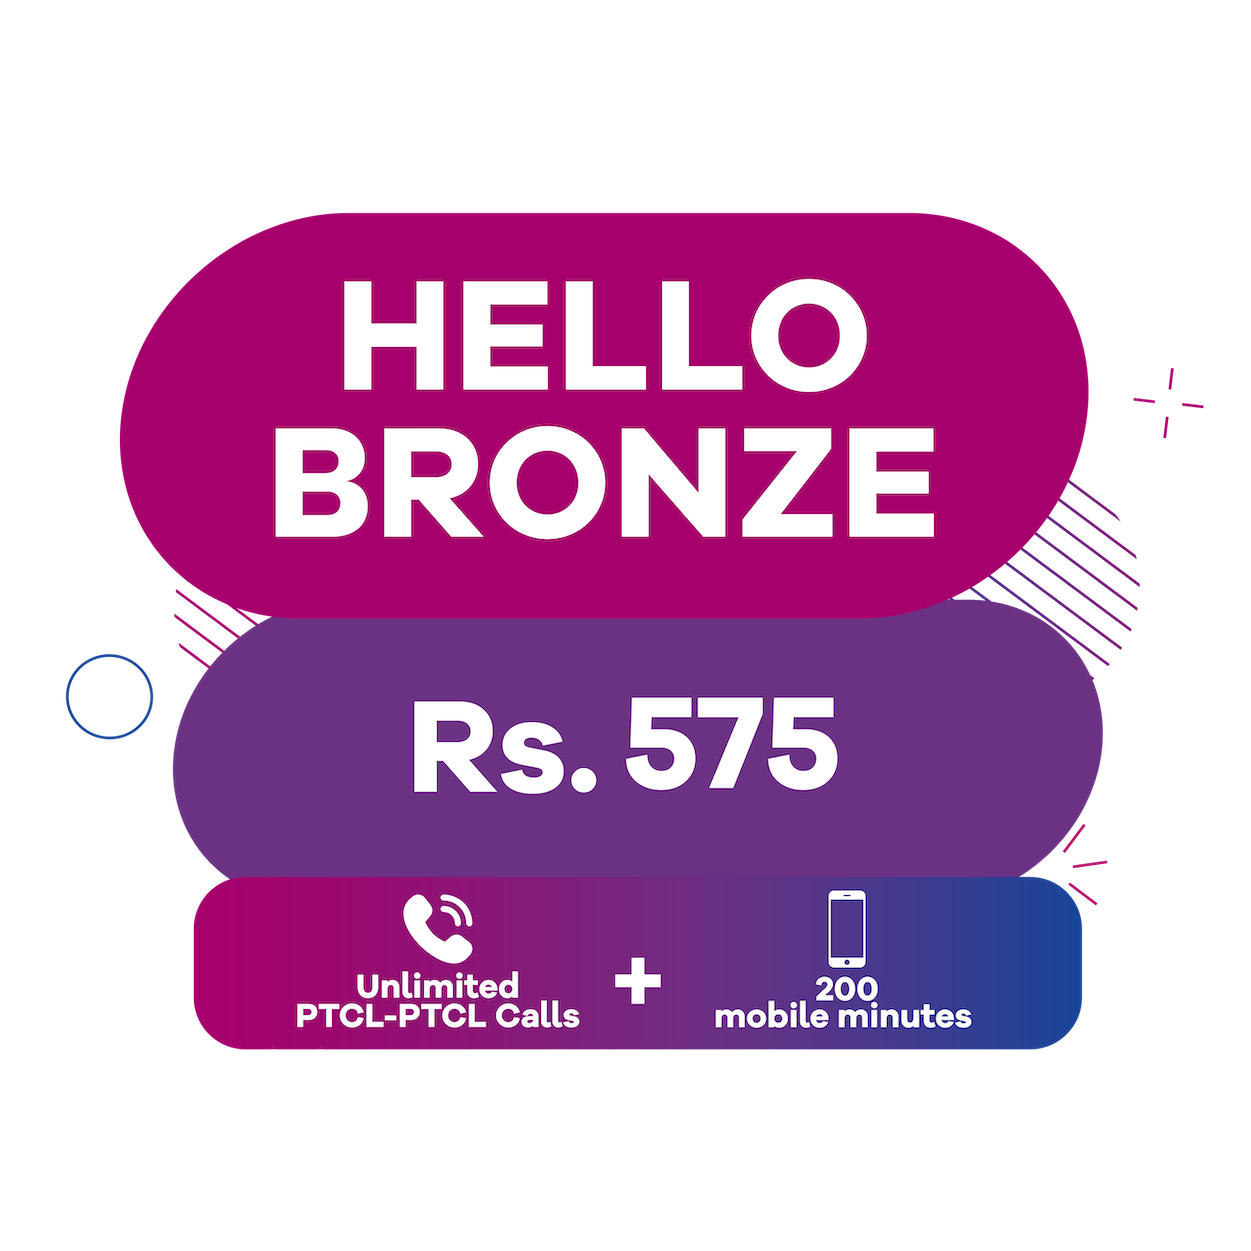 HELLO
BRONZE
Rs. 575
Unlimited
PTCL-PTCL Calls
+
200
mobile minutes